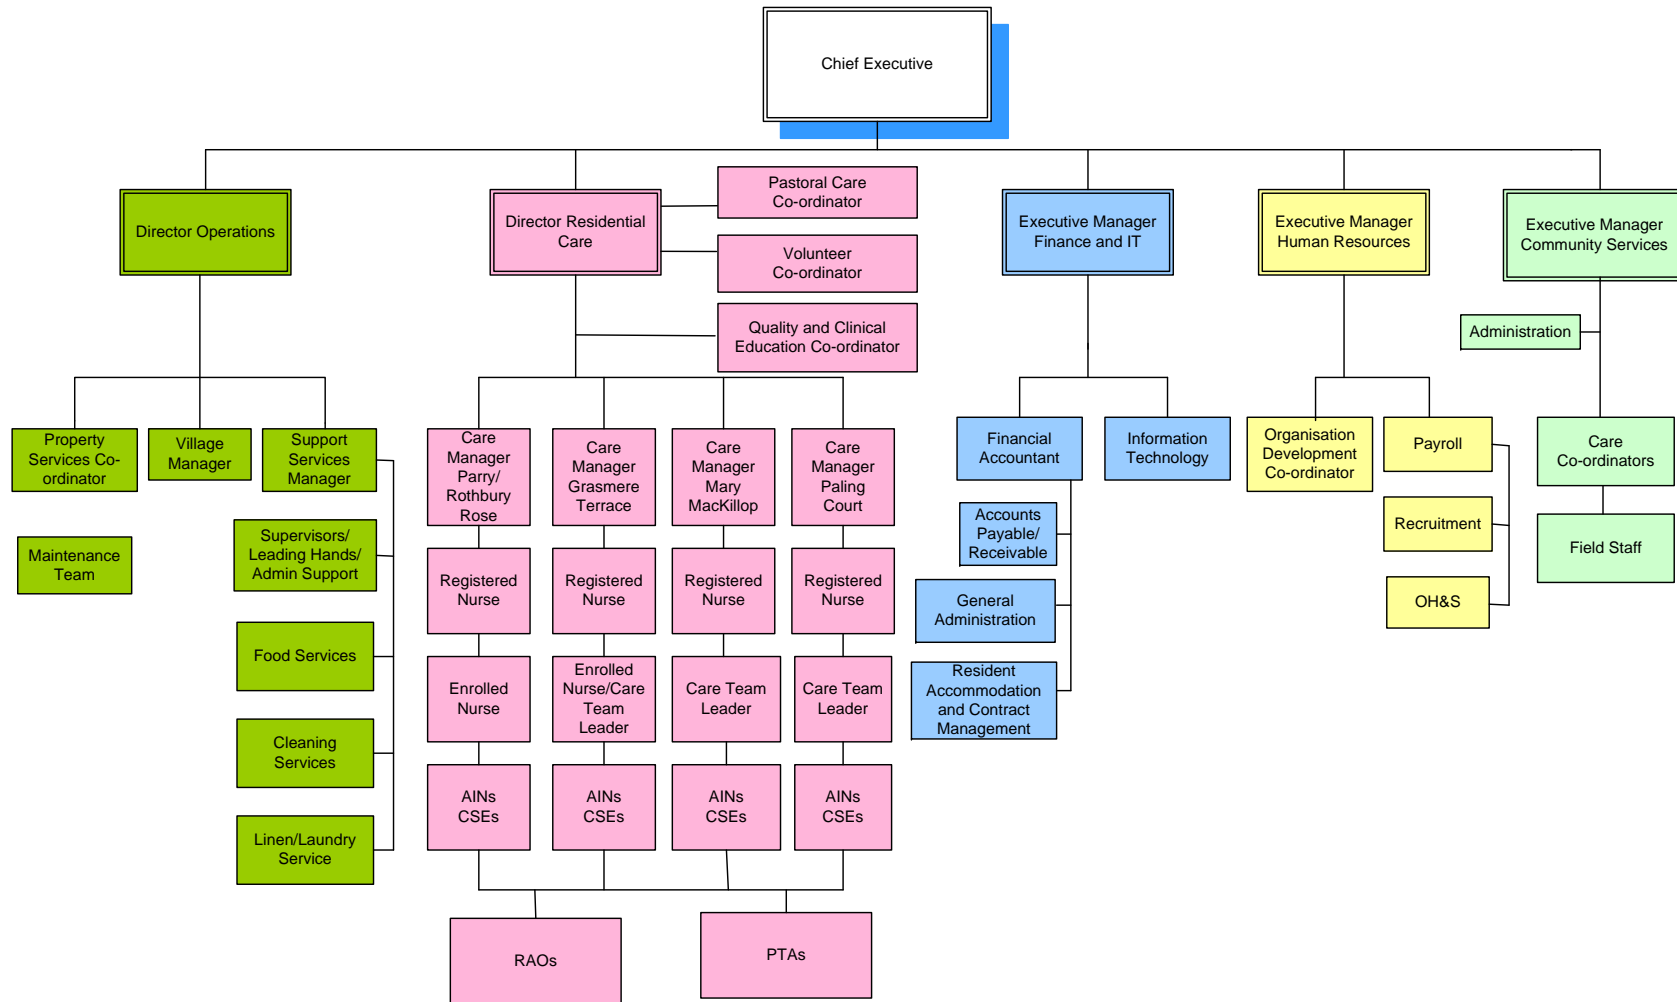 Chief Executive
Director Operations
Director Residential
Care
Pastoral Care
Co-ordinator
Volunteer
Co-ordinator
Quality and Clinical
Education Co-ordinator
Executive Manager
Finance and IT
Executive Manager
Human Resources
Executive Manager
Community Services
Administration
Property
Services Co-
ordinator
Village
Manager
Support
Services
Manager
Maintenance
Team
Supervisors/
Leading Hands/
Admin Support
Food Services
Cleaning
Services
Linen/Laundry
Service
Care
Manager
Parry/
Rothbury
Rose
Care
Manager
Grasmere
Terrace
Care
Manager
Mary
MacKillop
Care
Manager
Paling
Court
Registered
Nurse
Registered
Nurse
Registered
Nurse
Registered
Nurse
Enrolled
Nurse
Enrolled
Nurse/Care
Team
Leader
Care Team
Leader
Care Team
Leader
AINs
CSEs
AINs
CSEs
AINs
CSEs
AINs
CSEs
RAOs
PTAs
Financial
Accountant
Information
Technology
Accounts
Payable/
Receivable
General
Administration
Resident
Accommodation
and Contract
Management
Organisation
Development
Co-ordinator
Payroll
Recruitment
OH&S
Care
Co-ordinators
Field Staff